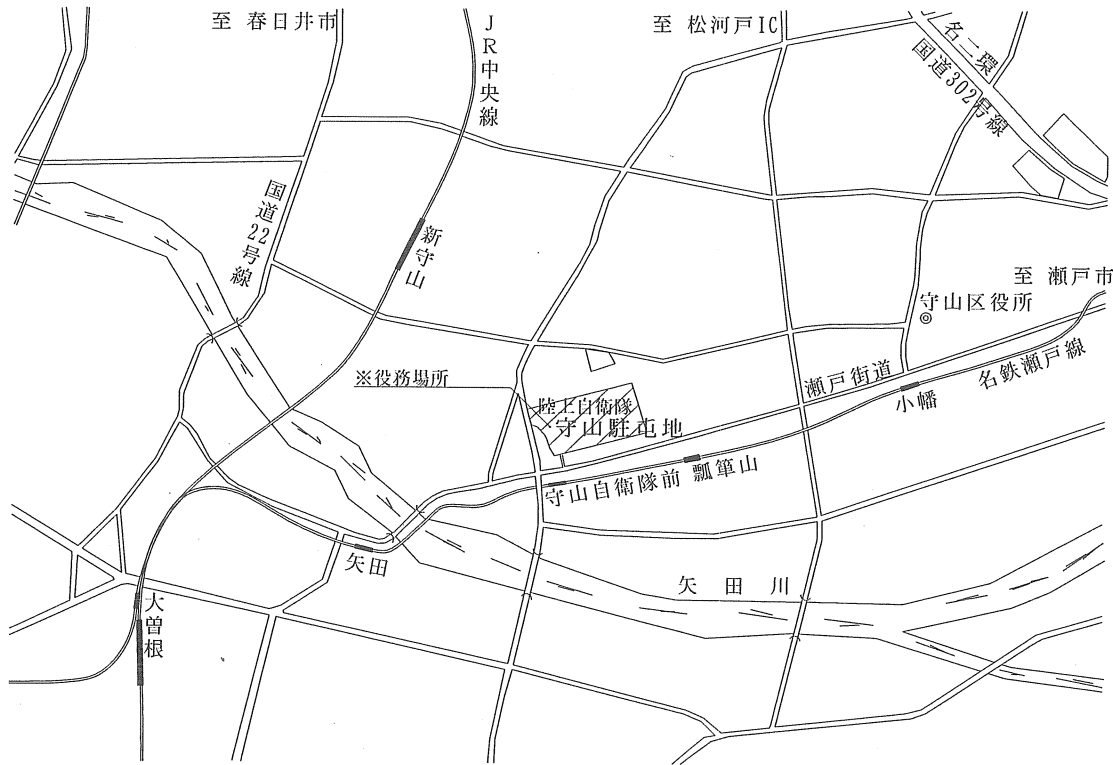 至 春日井市
JR中央線
至 松河戸IC
名二環
国道302号線
国道22号線
新守山
至 瀬戸市
守山区役所
※役務場所
陸上自衛隊
守山駐屯地
瀬戸街道
名鉄瀬戸線
小幡
守山自衛隊前
瓢箪山
矢田
矢田川
大曽根